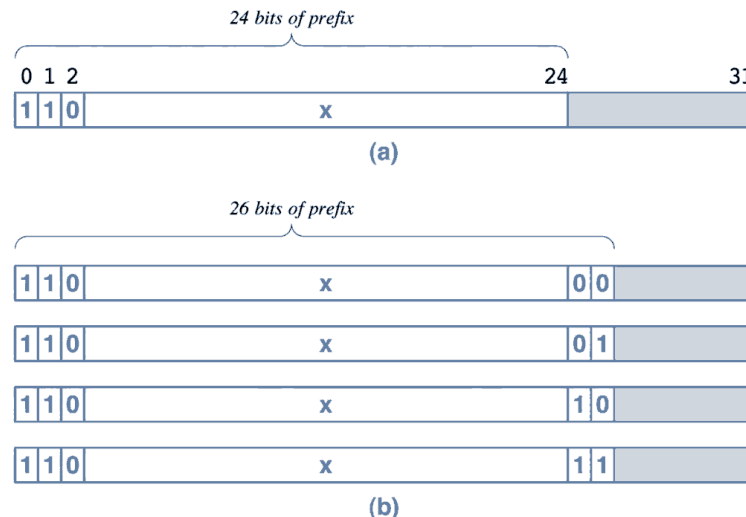 24 bits of prefix
0 1 2 24 31
1 1 0 x
(a)
26 bits of prefix
1 1 0 x 0 0
1 1 0 x 0 1
1 1 0 x 1 0
1 1 0 x 1 1
(b)